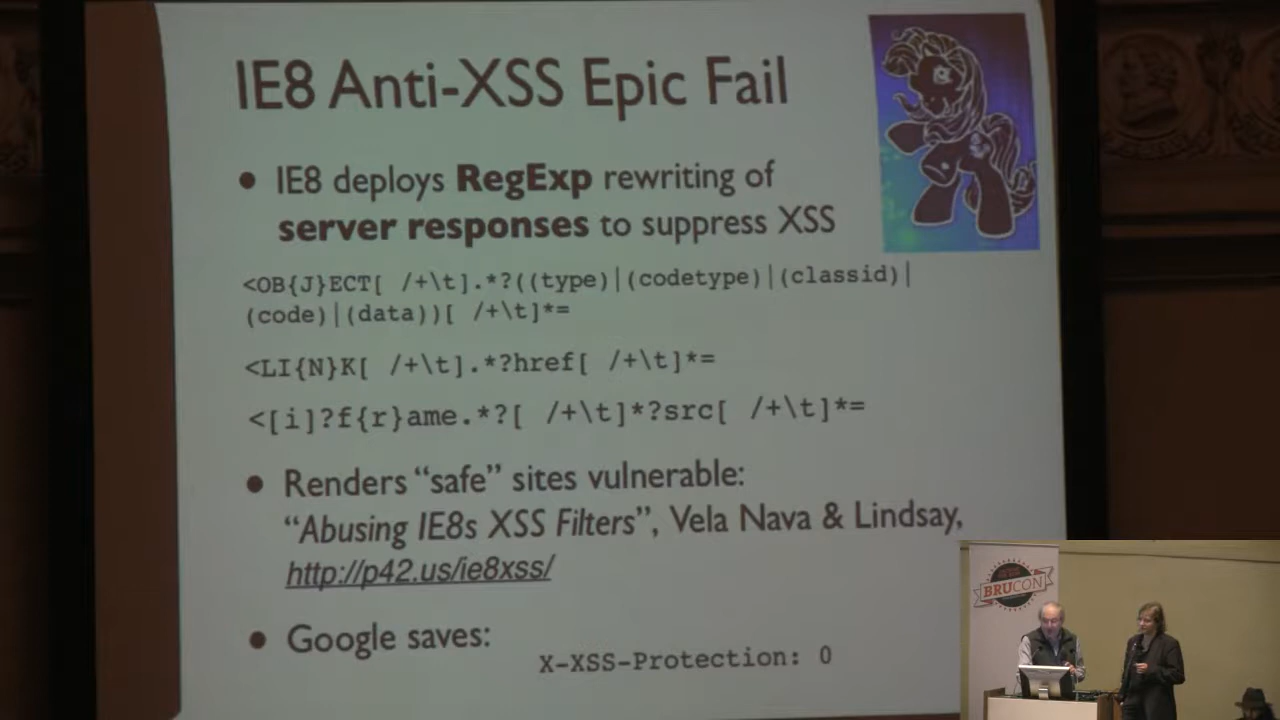 IE8 Anti-XSS Epic Fail
• IE8 deploys RegExp rewriting of
server responses to suppress XSS
<OB{J}ECT[ /+\t].*?((type)|(codetype)|(classid)|
(code)|(data))[ /+\t]*=
<LI{N}K[ /+\t].*?href[ /+\t]*=
<[i]?f{r}ame.*?[ /+\t]*?src[ /+\t]*=
• Renders “safe” sites vulnerable:
“Abusing IE8s XSS Filters”, Vela Nava & Lindsay,
http://p42.us/ie8xss/
• Google saves:
X-XSS-Protection: 0
BRUCON